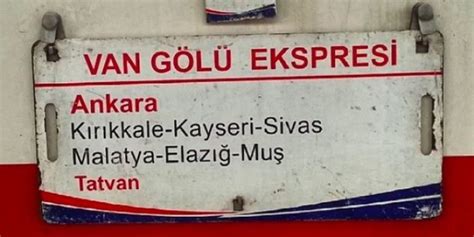 VAN GÖLÜ EKSPRESİ
Ankara
Kırıkkale-Kayseri-Sivas
Malatya-Elazığ-Muş
Tatvan